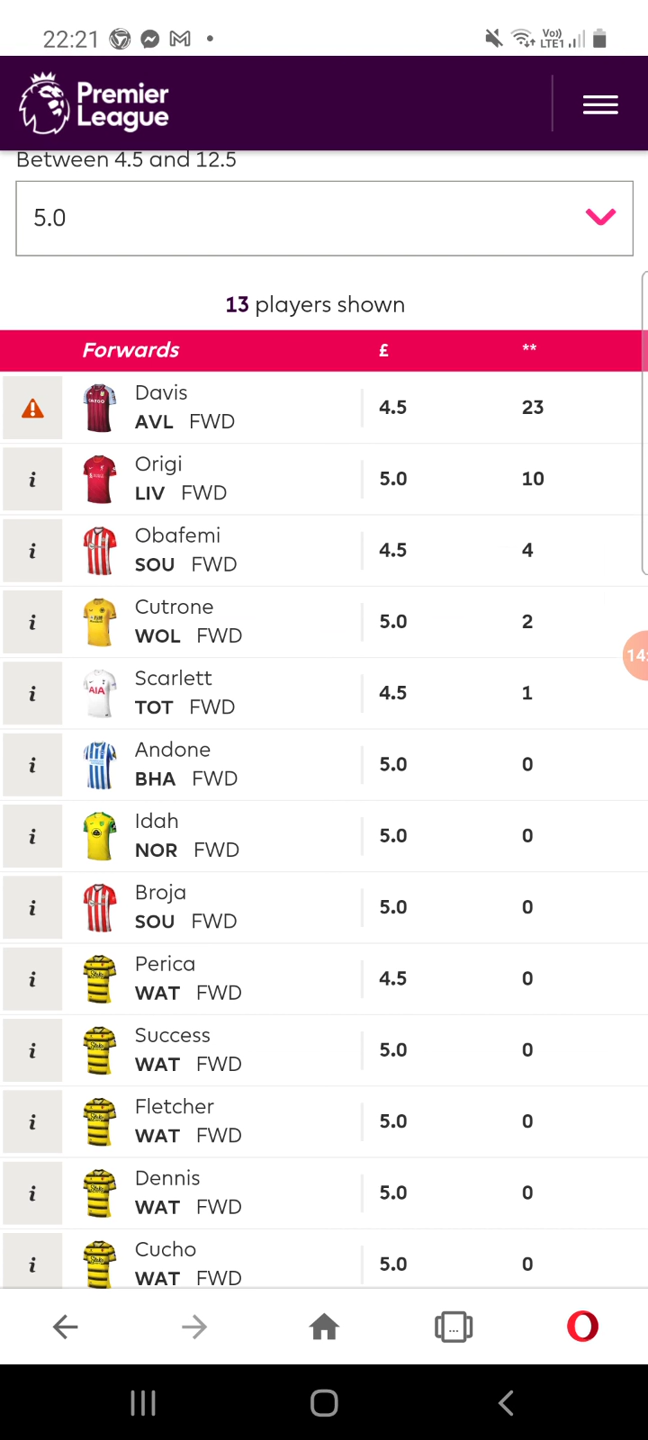 22:21
Vo))
LTE1
Premier
League
Between 4.5 and 12.5
5.0
13 players shown
Forwards £ **
Davis
AVL FWD 4.5 23
Origi
LIV FWD 5.0 10
Obafemi
SOU FWD 4.5 4
Cutrone
WOL FWD 5.0 2
Scarlett
TOT FWD 4.5 1
Andone
BHA FWD 5.0 0
Idah
NOR FWD 5.0 0
Broja
SOU FWD 5.0 0
Perica
WAT FWD 4.5 0
Success
WAT FWD 5.0 0
Fletcher
WAT FWD 5.0 0
Dennis
WAT FWD 5.0 0
Cucho
WAT FWD 5.0 0